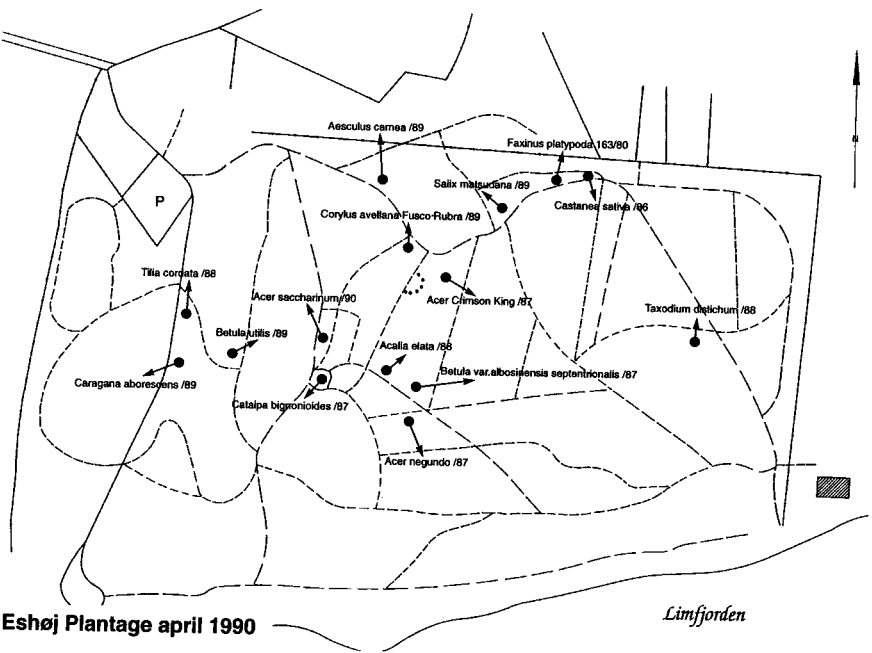 Aesculus carnea /89
Faxinus platypoda 163/80
Salix matsudana /89
Castanea sativa /86
Corylus avellana Fusco-Rubra /89
P
N
Tilia cordata /88
Acer saccharinum /90
Acer Crimson King /87
Taxodium distichum /88
Betula utilis /89
Acalia elata /88
Betula var.albosinensis septentrionalis /87
Caragana aborescens /89
Catalpa bignonioides /87
Acer negundo /87
Limfjorden
Eshøj Plantage april 1990